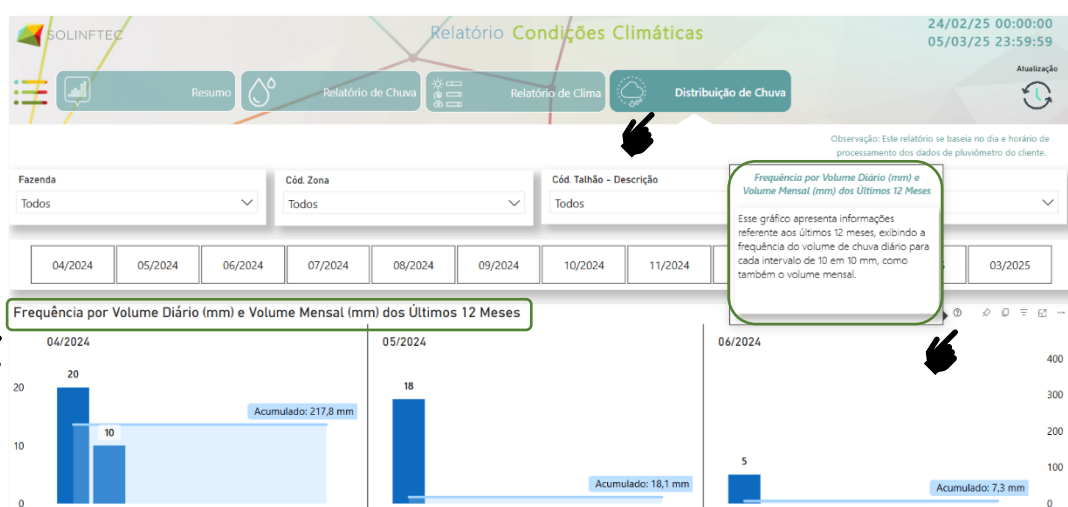 SOLINFTEC
Relatório Condições Climáticas
24/02/25 00:00:00
05/03/25 23:59:59
Atualização
Resumo
Relatório de Chuva
Relatório de Clima
Distribuição de Chuva
Observação: Este relatório se baseia no dia e horário de
processamento dos dados de pluviômetro do cliente.
Fazenda
Todos
Cód. Zona
Todos
Cód. Talhão - Descrição
Todos
Frequência por Volume Diário (mm) e
Volume Mensal (mm) dos Últimos 12 Meses
Esse gráfico apresenta informações
referente aos últimos 12 meses, exibindo a
frequência do volume de chuva diário para
cada intervalo de 10 em 10 mm, como
também o volume mensal.
04/2024
05/2024
06/2024
07/2024
08/2024
09/2024
10/2024
11/2024
03/2025
Frequência por Volume Diário (mm) e Volume Mensal (mm) dos Últimos 12 Meses
04/2024
20
10
0
20
10
Acumulado: 217,8 mm
05/2024
18
Acumulado: 18,1 mm
06/2024
5
Acumulado: 7,3 mm
400
300
200
100
0